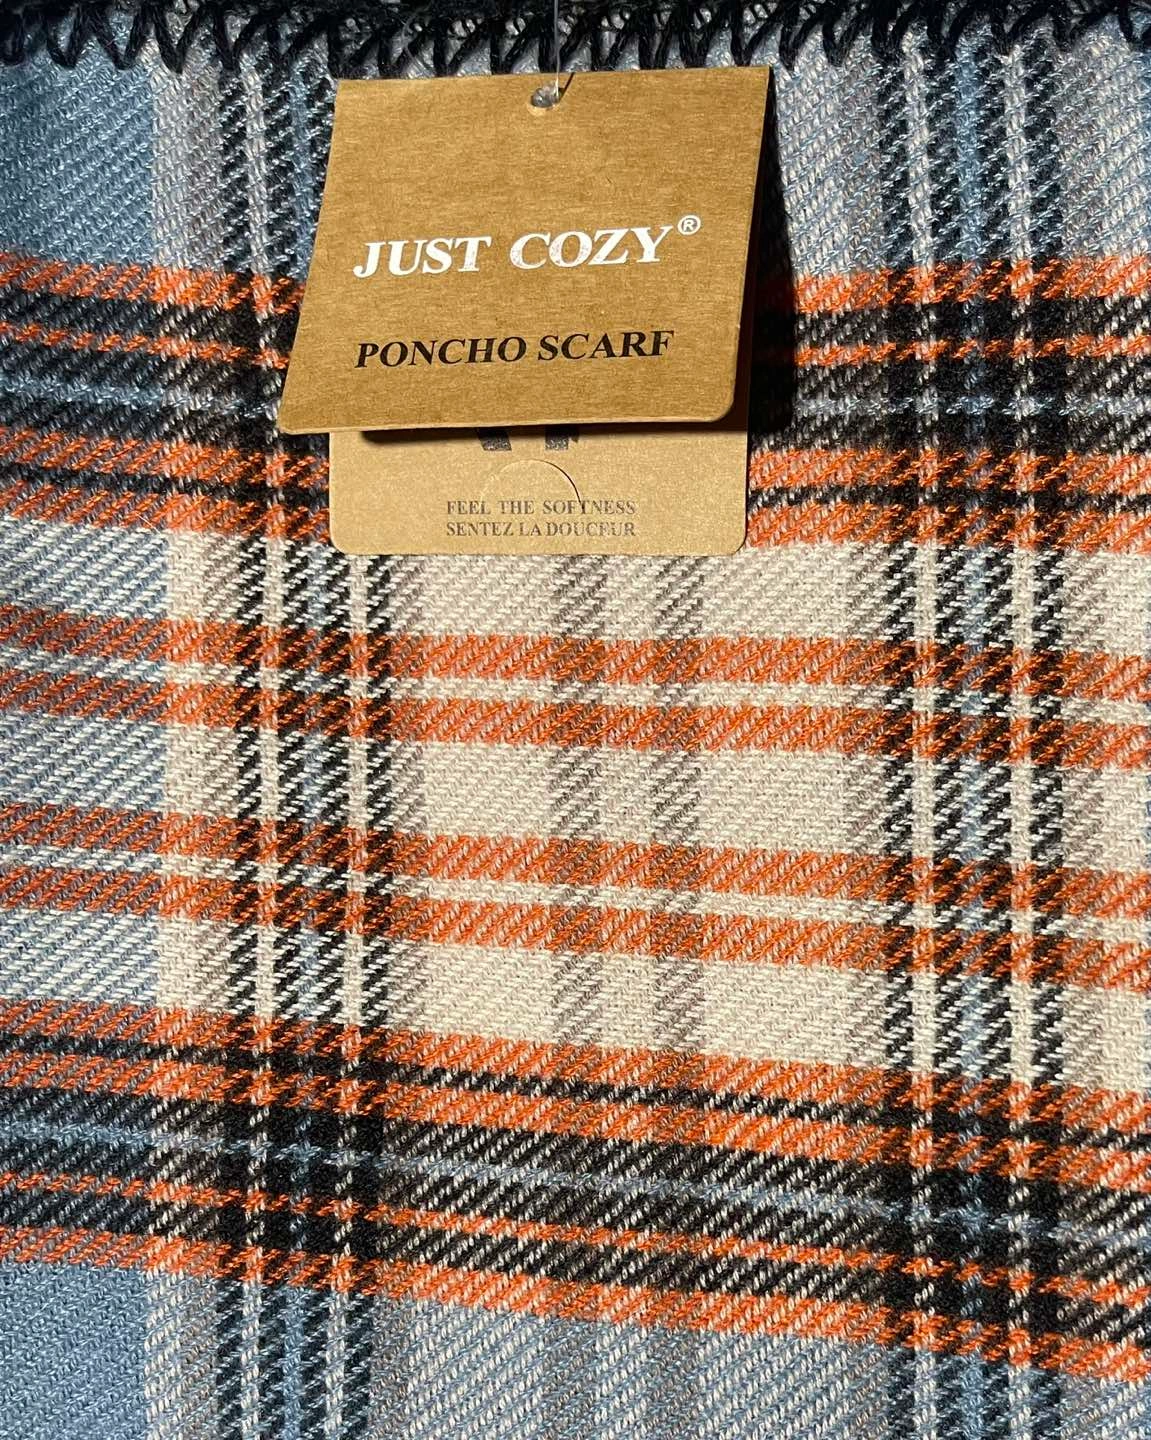 JUST COZY®
PONCHO SCARF
FEEL THE SOFTNESS
SENTEZ LA DOUCEUR